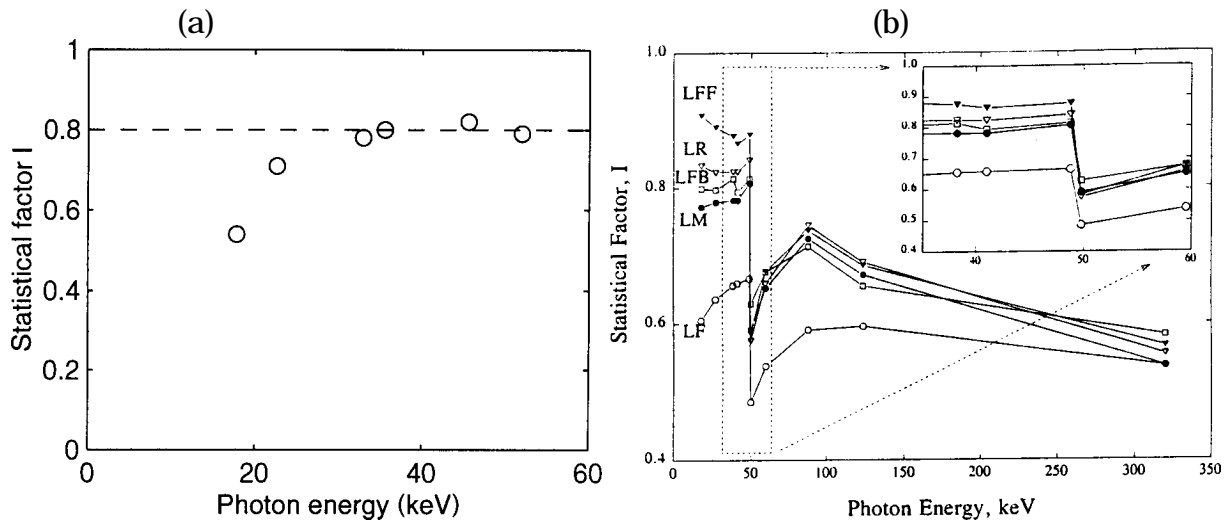 (a)
1
0.8
0.6
0.4
0.2
0
Statistical factor I
0 20 40 60
Photon energy (keV)
(b)
1.0
0.8
0.6
0.4
Statistical Factor, I
LFF
LR
LFB
LM
LF
0 50 100 150 200 250 300 350
Photon Energy, keV
1.0
0.9
0.8
0.7
0.6
0.5
0.4
40 50 60